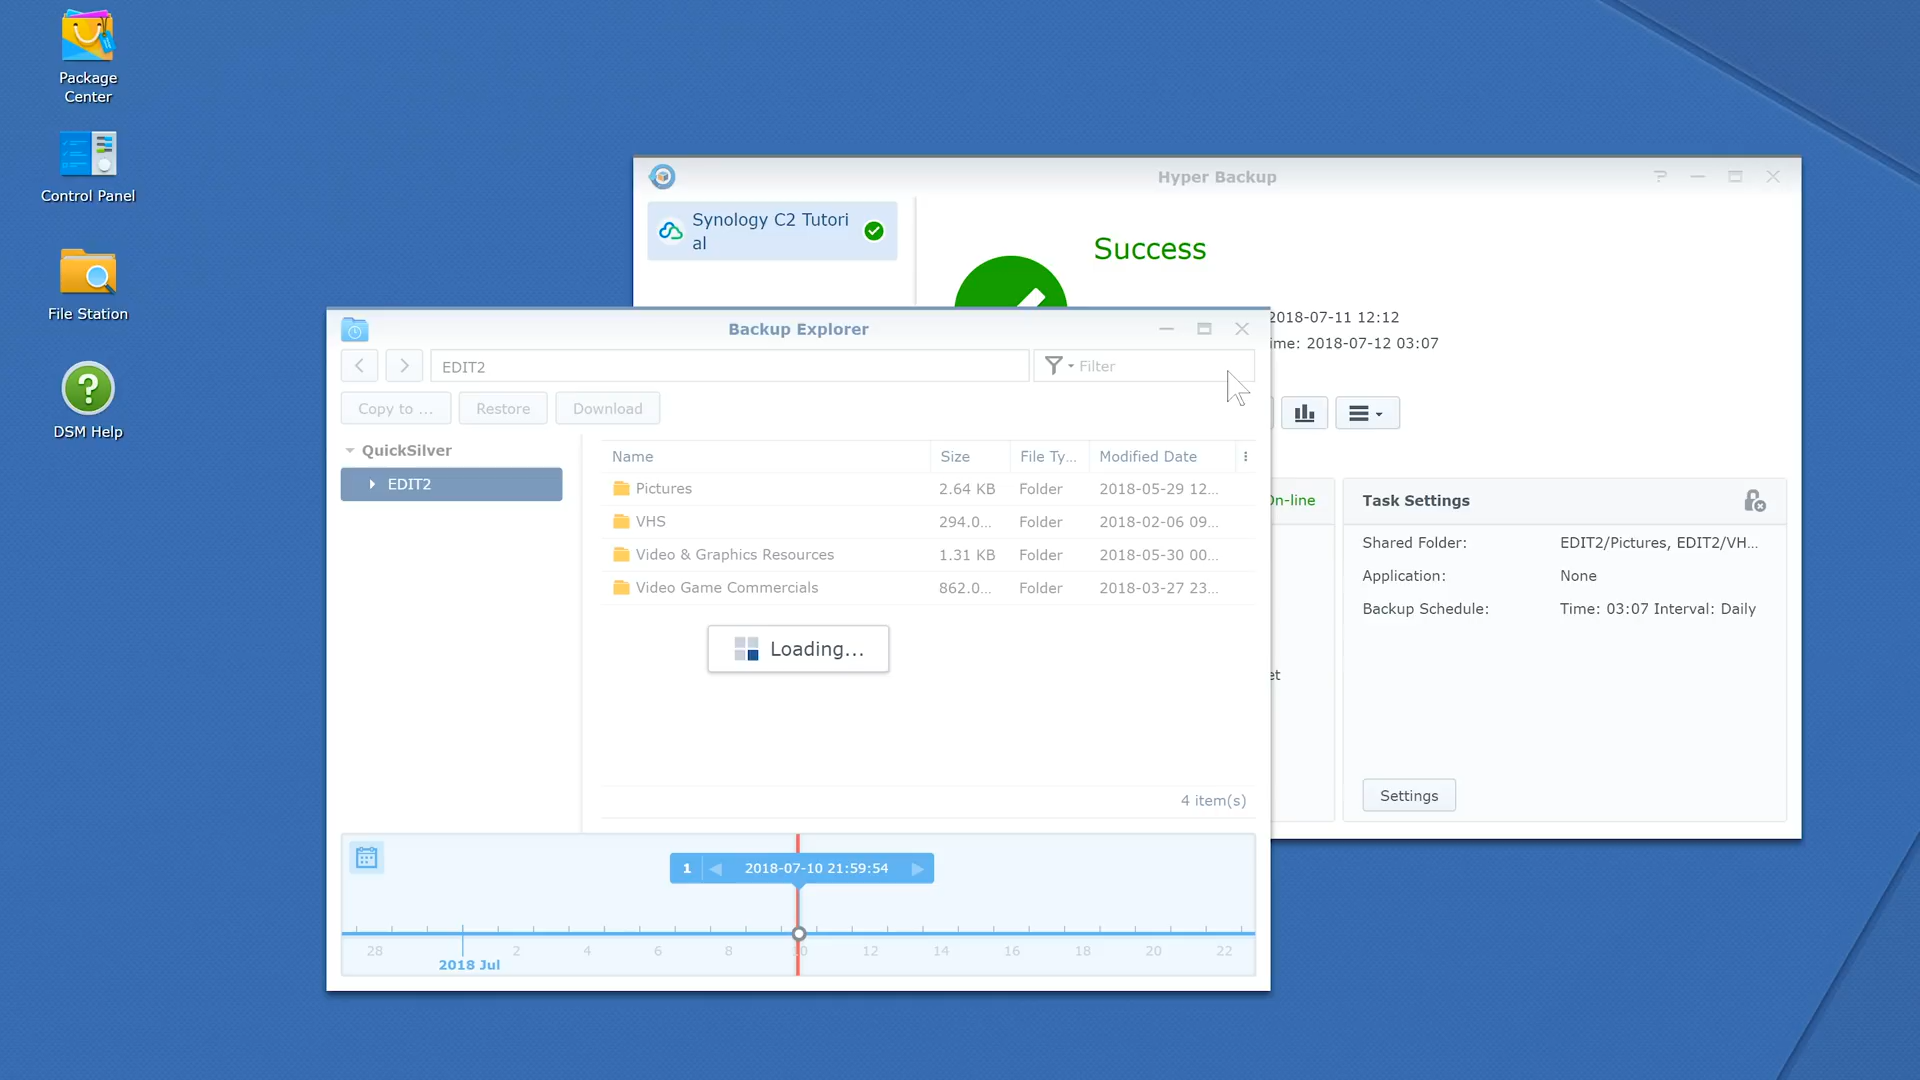 Package
Center
Control Panel
File Station
DSM Help
Hyper Backup
Synology C2 Tutori
al
Success
2018-07-11 12:12
ime: 2018-07-12 03:07
On-line
Task Settings
Shared Folder: EDIT2/Pictures, EDIT2/VH...
Application: None
Backup Schedule: Time: 03:07 Interval: Daily
et
Settings
Backup Explorer
EDIT2
Filter
Copy to ... Restore Download
QuickSilver
EDIT2
Name Size File Ty... Modified Date
Pictures 2.64 KB Folder 2018-05-29 12...
VHS 294.0... Folder 2018-02-06 09...
Video & Graphics Resources 1.31 KB Folder 2018-05-30 00...
Video Game Commercials 862.0... Folder 2018-03-27 23...
Loading...
4 item(s)
1 2018-07-10 21:59:54
28 2 4 6 8 10 12 14 16 18 20 22
2018 Jul